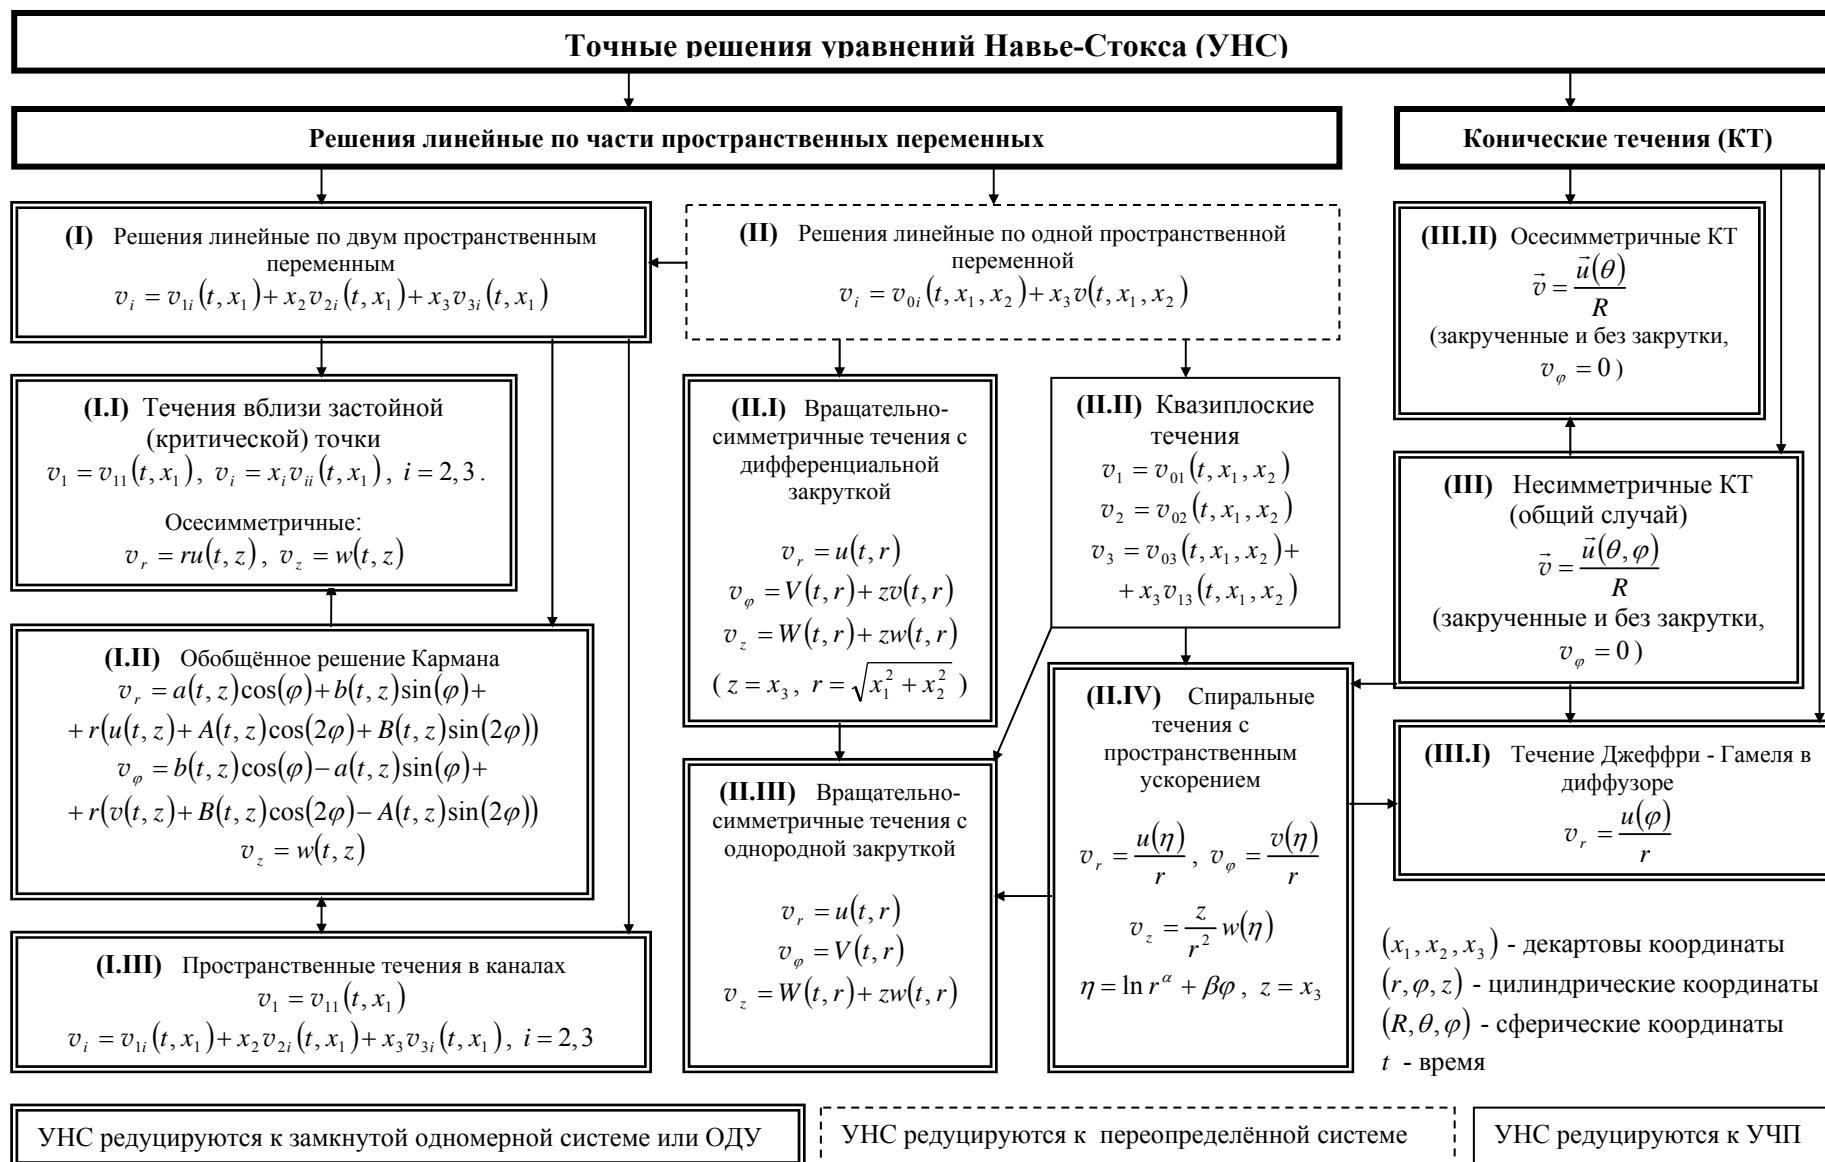 Точные решения уравнений Навье-Стокса (УНС)
Решения линейные по части пространственных переменных
Конические течения (КТ)
(I) Решения линейные по двум пространственным
переменным
v_i = v_{1i}(t, x_1) + x_2 v_{2i}(t, x_1) + x_3 v_{3i}(t, x_1)
(II) Решения линейные по одной пространственной
переменной
v_i = v_{0i}(t, x_1, x_2) + x_3 v(t, x_1, x_2)
(III.II) Осесимметричные КТ
\vec{v} = \frac{\vec{u}(θ)}{R}
(закрученные и без закрутки,
v_φ = 0 )
(I.I) Течения вблизи застойной
(критической) точки
v_1 = v_{11}(t, x_1), v_i = x_i v_{ii}(t, x_1), i = 2, 3 .
Осесимметричные:
v_r = ru(t, z), v_z = w(t, z)
(II.I) Вращательно-
симметричные течения с
дифференциальной
закруткой
v_r = u(t, r)
v_φ = V(t, r) + zv(t, r)
v_z = W(t, r) + zw(t, r)
( z = x_3, r = \sqrt{x_1^2 + x_2^2} )
(II.II) Квазиплоские
течения
v_1 = v_{01}(t, x_1, x_2)
v_2 = v_{02}(t, x_1, x_2)
v_3 = v_{03}(t, x_1, x_2) +
+ x_3 v_{13}(t, x_1, x_2)
(III) Несимметричные КТ
(общий случай)
\vec{v} = \frac{\vec{u}(θ, φ)}{R}
(закрученные и без закрутки,
v_φ = 0 )
(I.II) Обобщённое решение Кармана
v_r = a(t, z)cos(φ) + b(t, z)sin(φ) +
+ r(u(t, z) + A(t, z)cos(2φ) + B(t, z)sin(2φ))
v_φ = b(t, z)cos(φ) − a(t, z)sin(φ) +
+ r(v(t, z) + B(t, z)cos(2φ) − A(t, z)sin(2φ))
v_z = w(t, z)
(II.III) Вращательно-
симметричные течения с
однородной закруткой
v_r = u(t, r)
v_φ = V(t, r)
v_z = W(t, r) + zw(t, r)
(II.IV) Спиральные
течения с
пространственным
ускорением
v_r = \frac{u(η)}{r}, v_φ = \frac{v(η)}{r}
v_z = \frac{z}{r^2} w(η)
η = ln r^α + βφ, z = x_3
(III.I) Течение Джеффри - Гамеля в
диффузоре
v_r = \frac{u(φ)}{r}
(I.III) Пространственные течения в каналах
v_1 = v_{11}(t, x_1)
v_i = v_{1i}(t, x_1) + x_2 v_{2i}(t, x_1) + x_3 v_{3i}(t, x_1), i = 2, 3
(x_1, x_2, x_3) - декартовы координаты
(r, φ, z) - цилиндрические координаты
(R, θ, φ) - сферические координаты
t - время
УНС редуцируются к замкнутой одномерной системе или ОДУ
УНС редуцируются к переопределённой системе
УНС редуцируются к УЧП